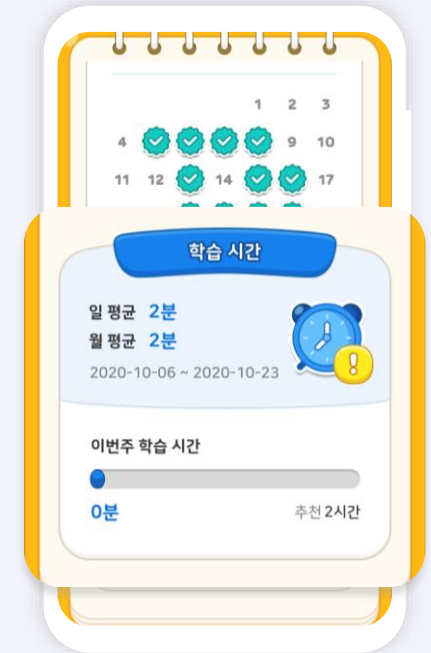 1 2 3
4 9 10
11 12 14 17
학습 시간
일 평균 2분
월 평균 2분
2020-10-06 ~ 2020-10-23
이번주 학습 시간
0분 추천 2시간